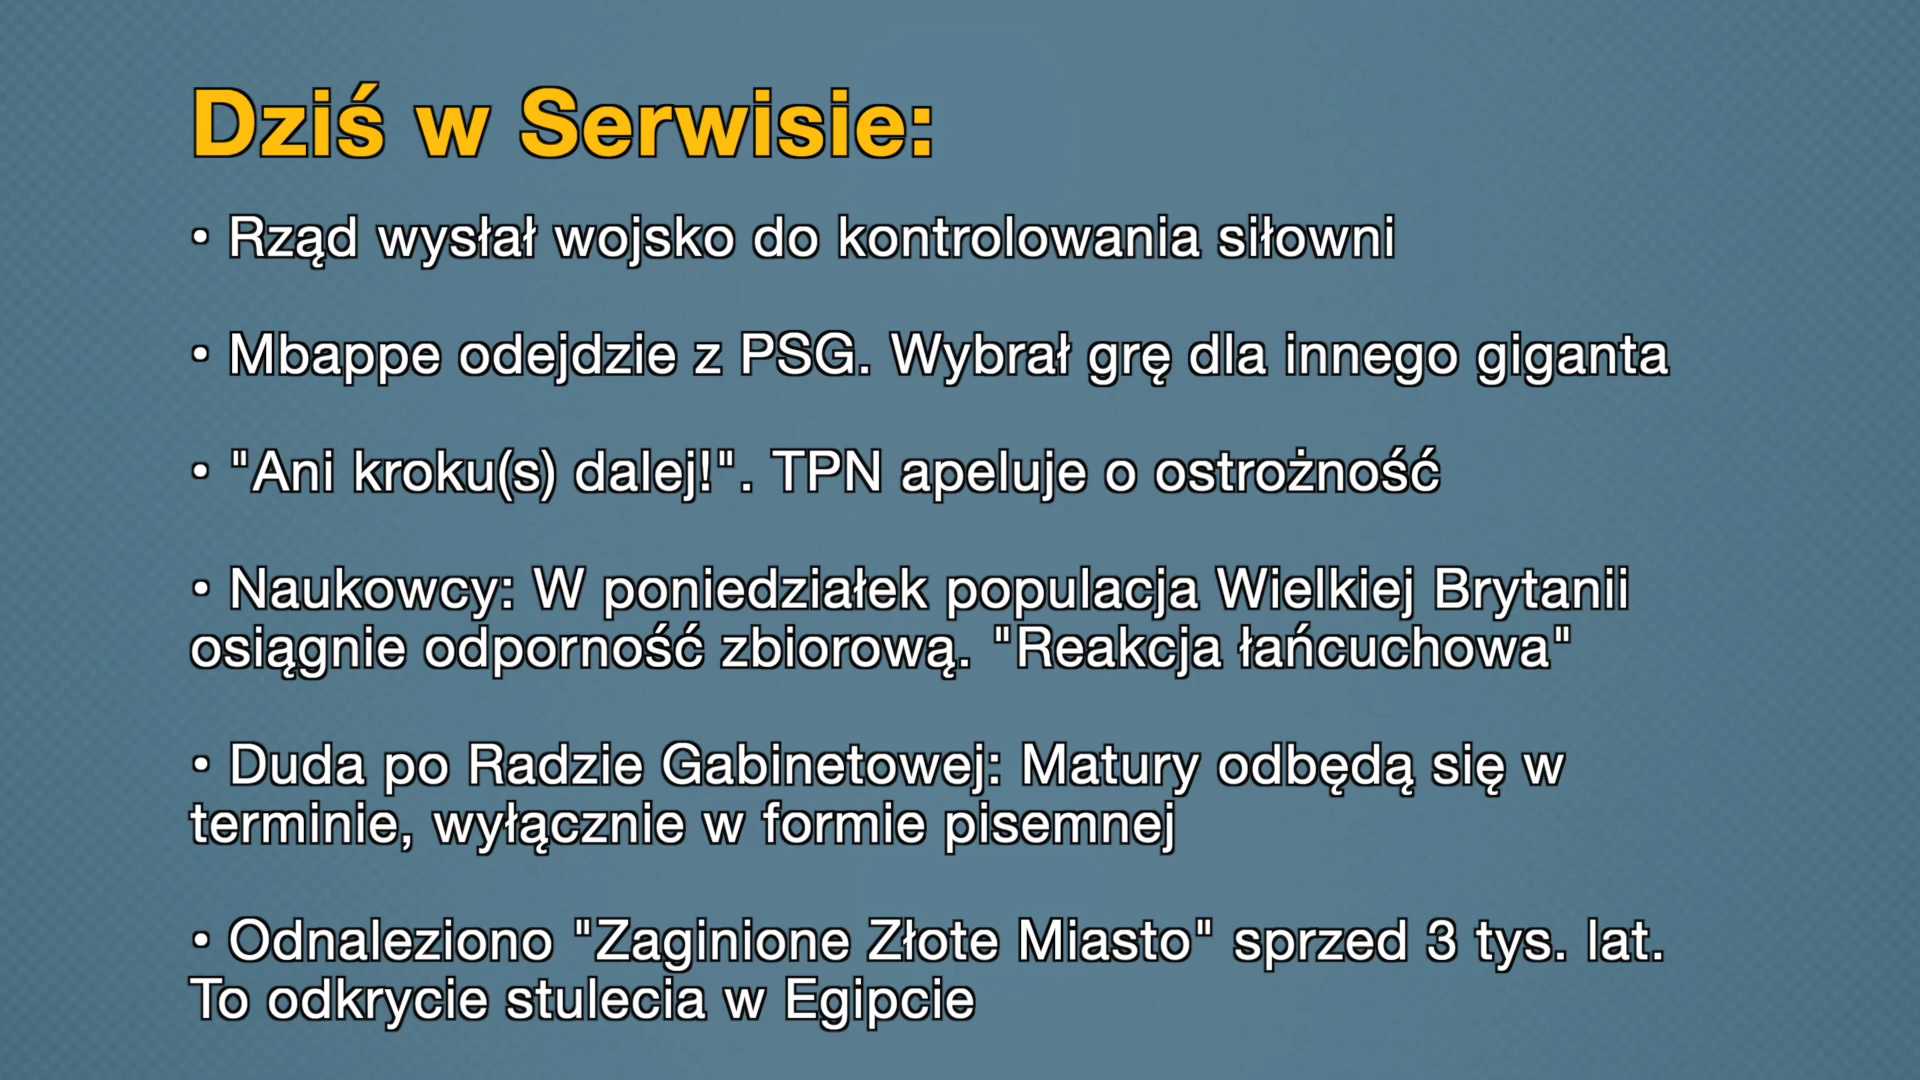 Dziś w Serwisie:
• Rząd wysłał wojsko do kontrolowania siłowni
• Mbappe odejdzie z PSG. Wybrał grę dla innego giganta
• "Ani kroku(s) dalej!". TPN apeluje o ostrożność
• Naukowcy: W poniedziałek populacja Wielkiej Brytanii
osiągnie odporność zbiorową. "Reakcja łańcuchowa"
• Duda po Radzie Gabinetowej: Matury odbędą się w
terminie, wyłącznie w formie pisemnej
• Odnaleziono "Zaginione Złote Miasto" sprzed 3 tys. lat.
To odkrycie stulecia w Egipcie